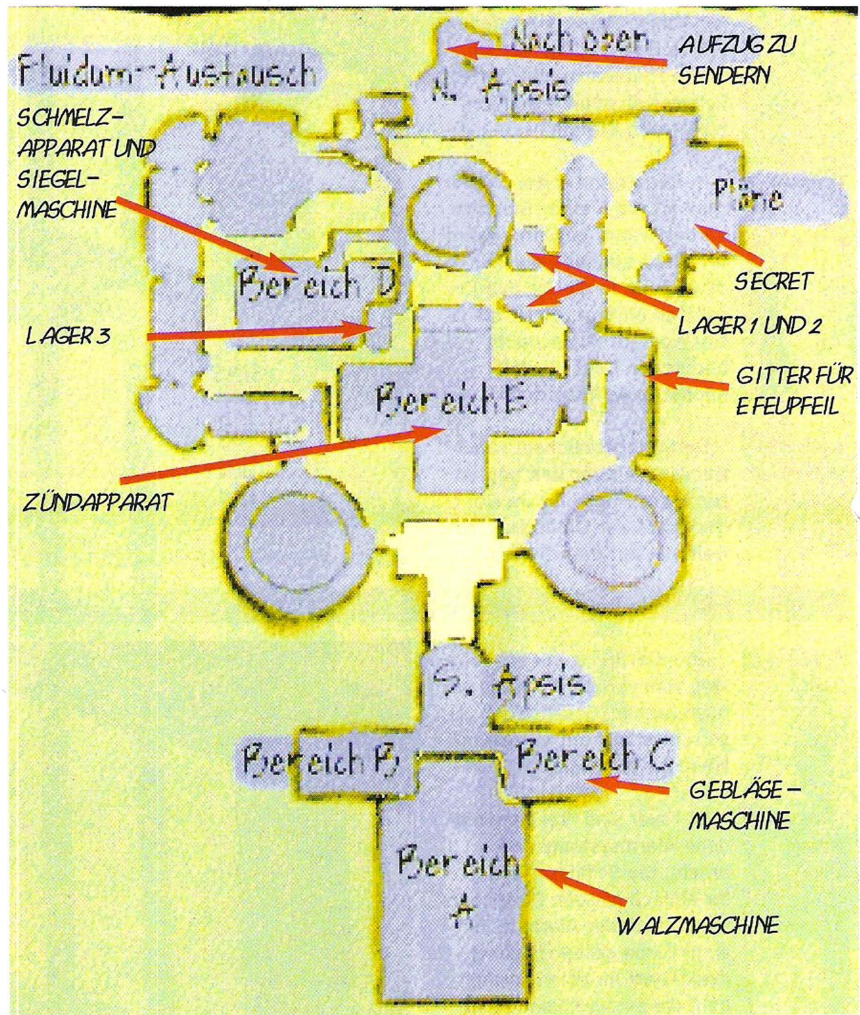 Nach oben
AUFZUG ZU
SENDERN
Fluidum-Austausch
N. Apsis
SCHMELZ-
APPARAT UND
SIEGEL-
MASCHINE
Pläne
Bereich D
SECRET
LAGER 3
LAGER 1 UND 2
GITTER FÜR
EFEUPFEIL
Bereich E
ZÜNDAPPARAT
S. Apsis
Bereich B
Bereich C
GEBLÄSE-
MASCHINE
Bereich
A
WALZMASCHINE